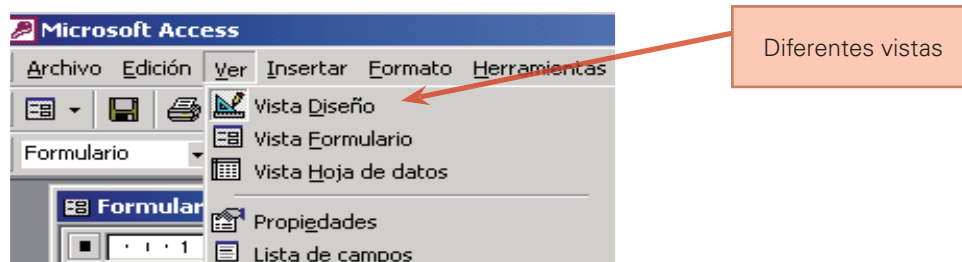 Microsoft Access
Archivo Edición Ver Insertar Formato Herramientas
Vista Diseño
Formulario
Vista Formulario
Vista Hoja de datos
Formular
Propiedades
1
Lista de campos
Diferentes vistas